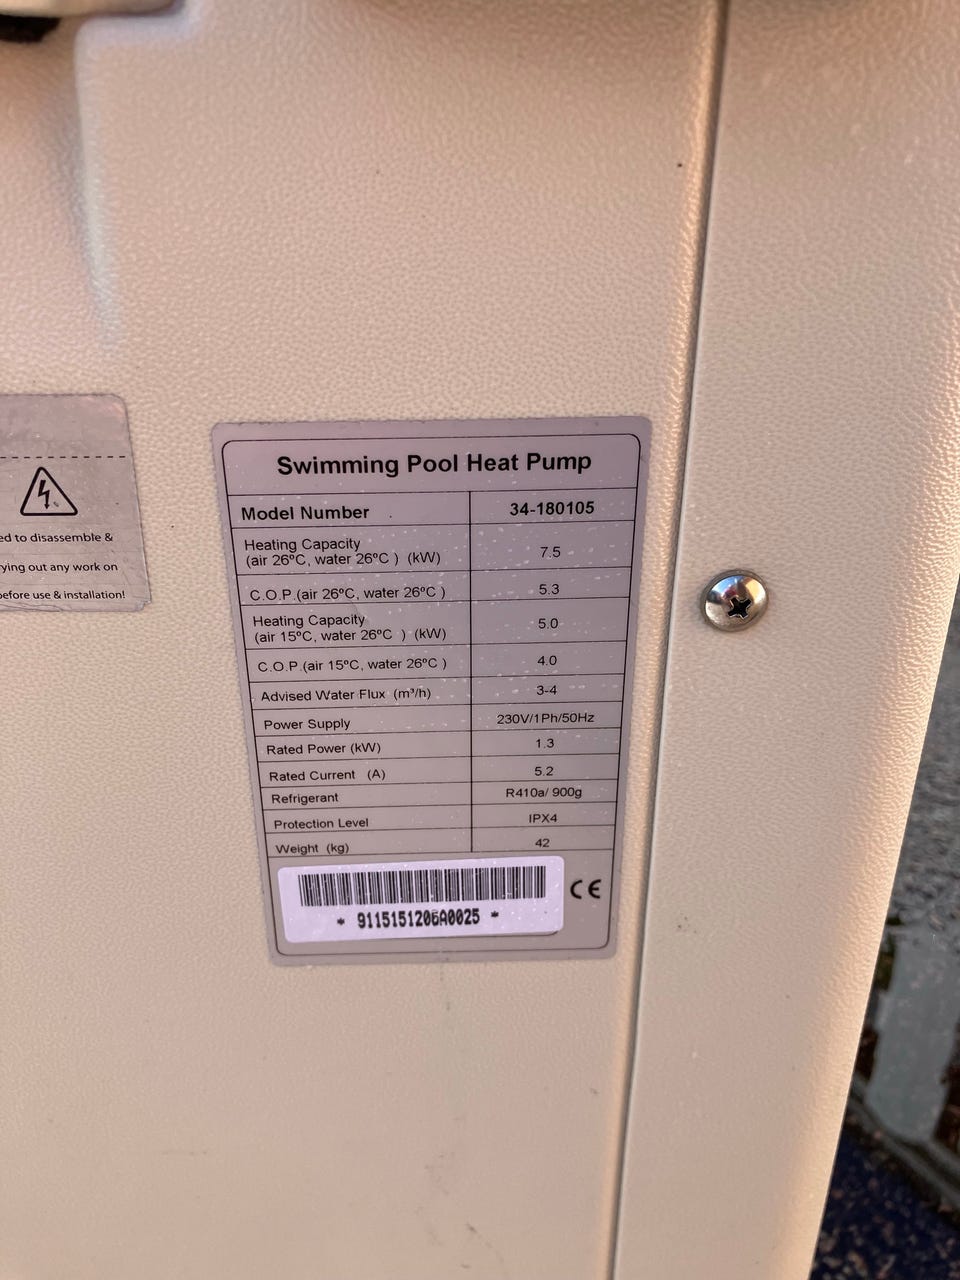 ed to disassemble &
ying out any work on
before use & installation!
Swimming Pool Heat Pump
Model Number 34-180105
Heating Capacity
(air 26ºC, water 26ºC ) (kW) 7.5
C.O.P.(air 26ºC, water 26ºC ) 5.3
Heating Capacity
(air 15ºC, water 26ºC ) (kW) 5.0
C.O.P.(air 15ºC, water 26ºC ) 4.0
Advised Water Flux (m³/h) 3-4
Power Supply 230V/1Ph/50Hz
Rated Power (kW) 1.3
Rated Current (A) 5.2
Refrigerant R410a/ 900g
Protection Level IPX4
Weight (kg) 42
CE
* 9115151206A0025 *